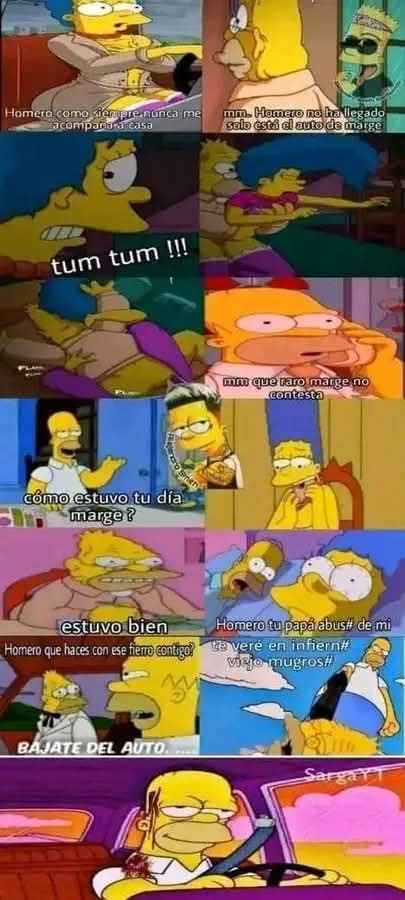 Homero como siempre nunca me
acompaña a casa
mm. Homero no ha llegado
solo está el auto de marge
tum tum !!!
mm que raro marge no
contesta
cómo estuvo tu día
marge ?
estuvo bien
Homero tu papá abus# de mi
Homero que haces con ese fierro contigo?
BAJATE DEL AUTO. ....
te veré en infiern#
viejo mugros#
SargaYT